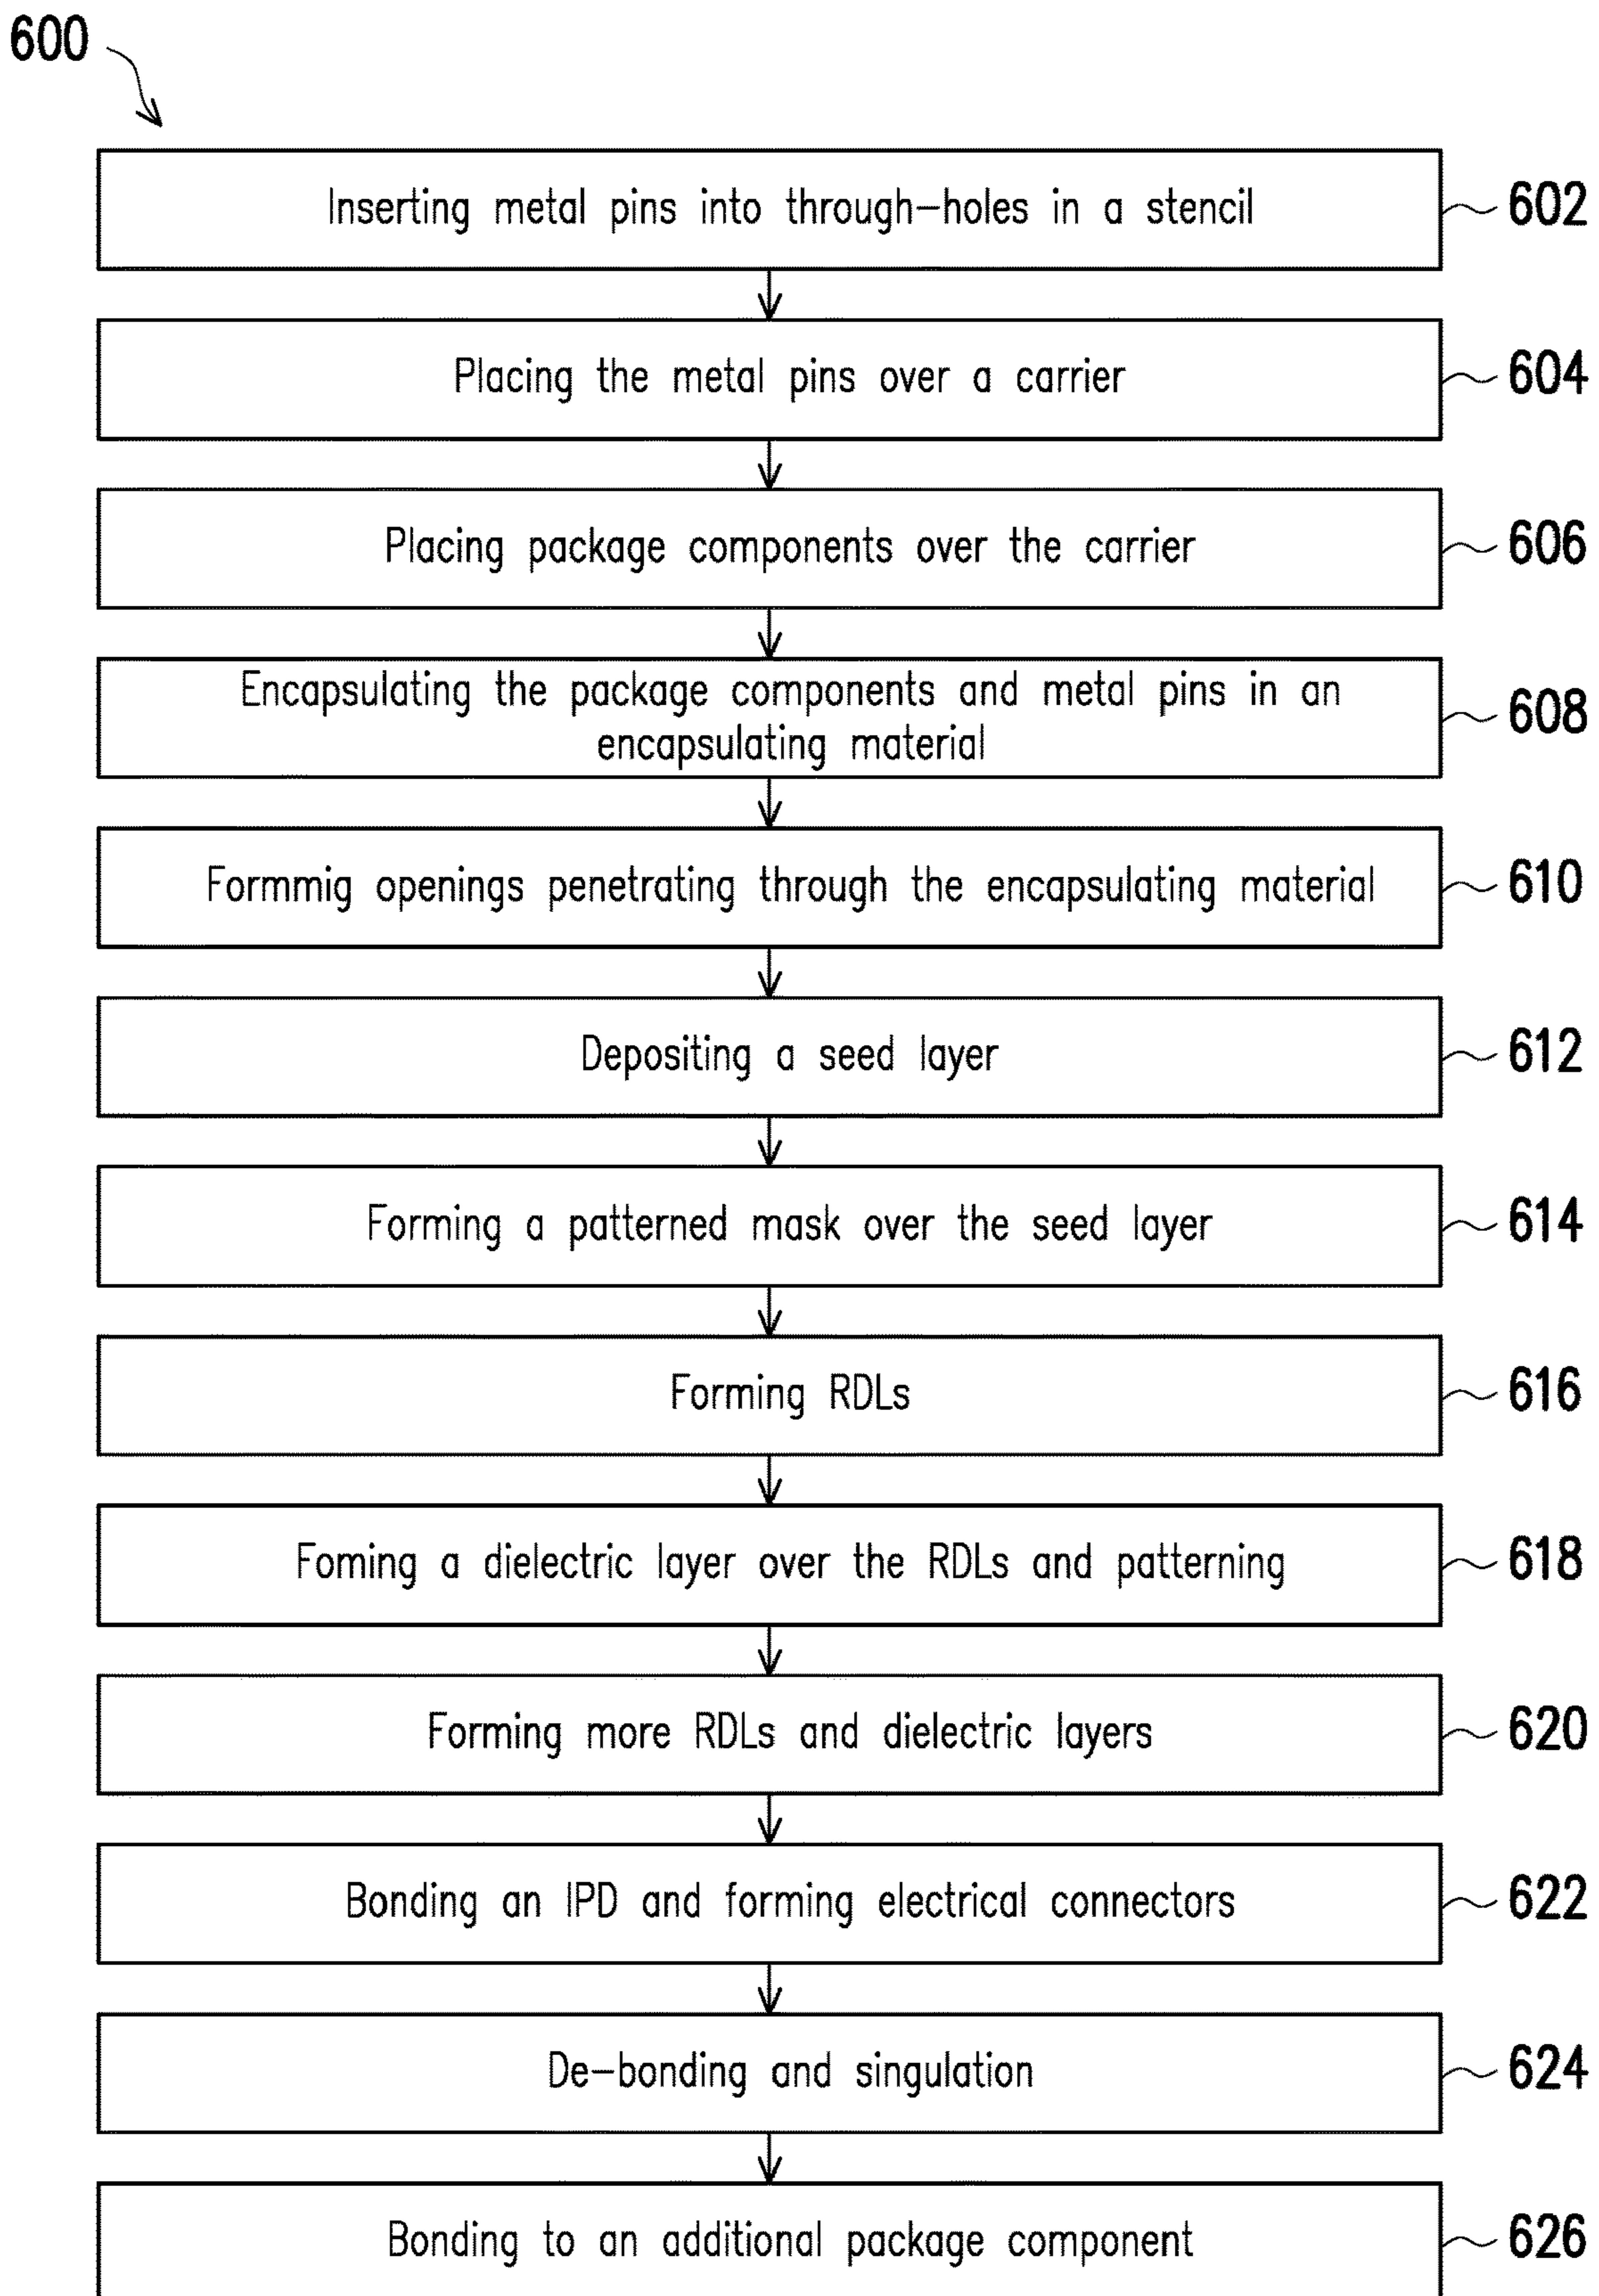 600
Inserting metal pins into through-holes in a stencil
602
Placing the metal pins over a carrier
604
Placing package components over the carrier
606
Encapsulating the package components and metal pins in an
encapsulating material
608
Formmig openings penetrating through the encapsulating material
610
Depositing a seed layer
612
Forming a patterned mask over the seed layer
614
Forming RDLs
616
Foming a dielectric layer over the RDLs and patterning
618
Forming more RDLs and dielectric layers
620
Bonding an IPD and forming electrical connectors
622
De-bonding and singulation
624
Bonding to an additional package component
626